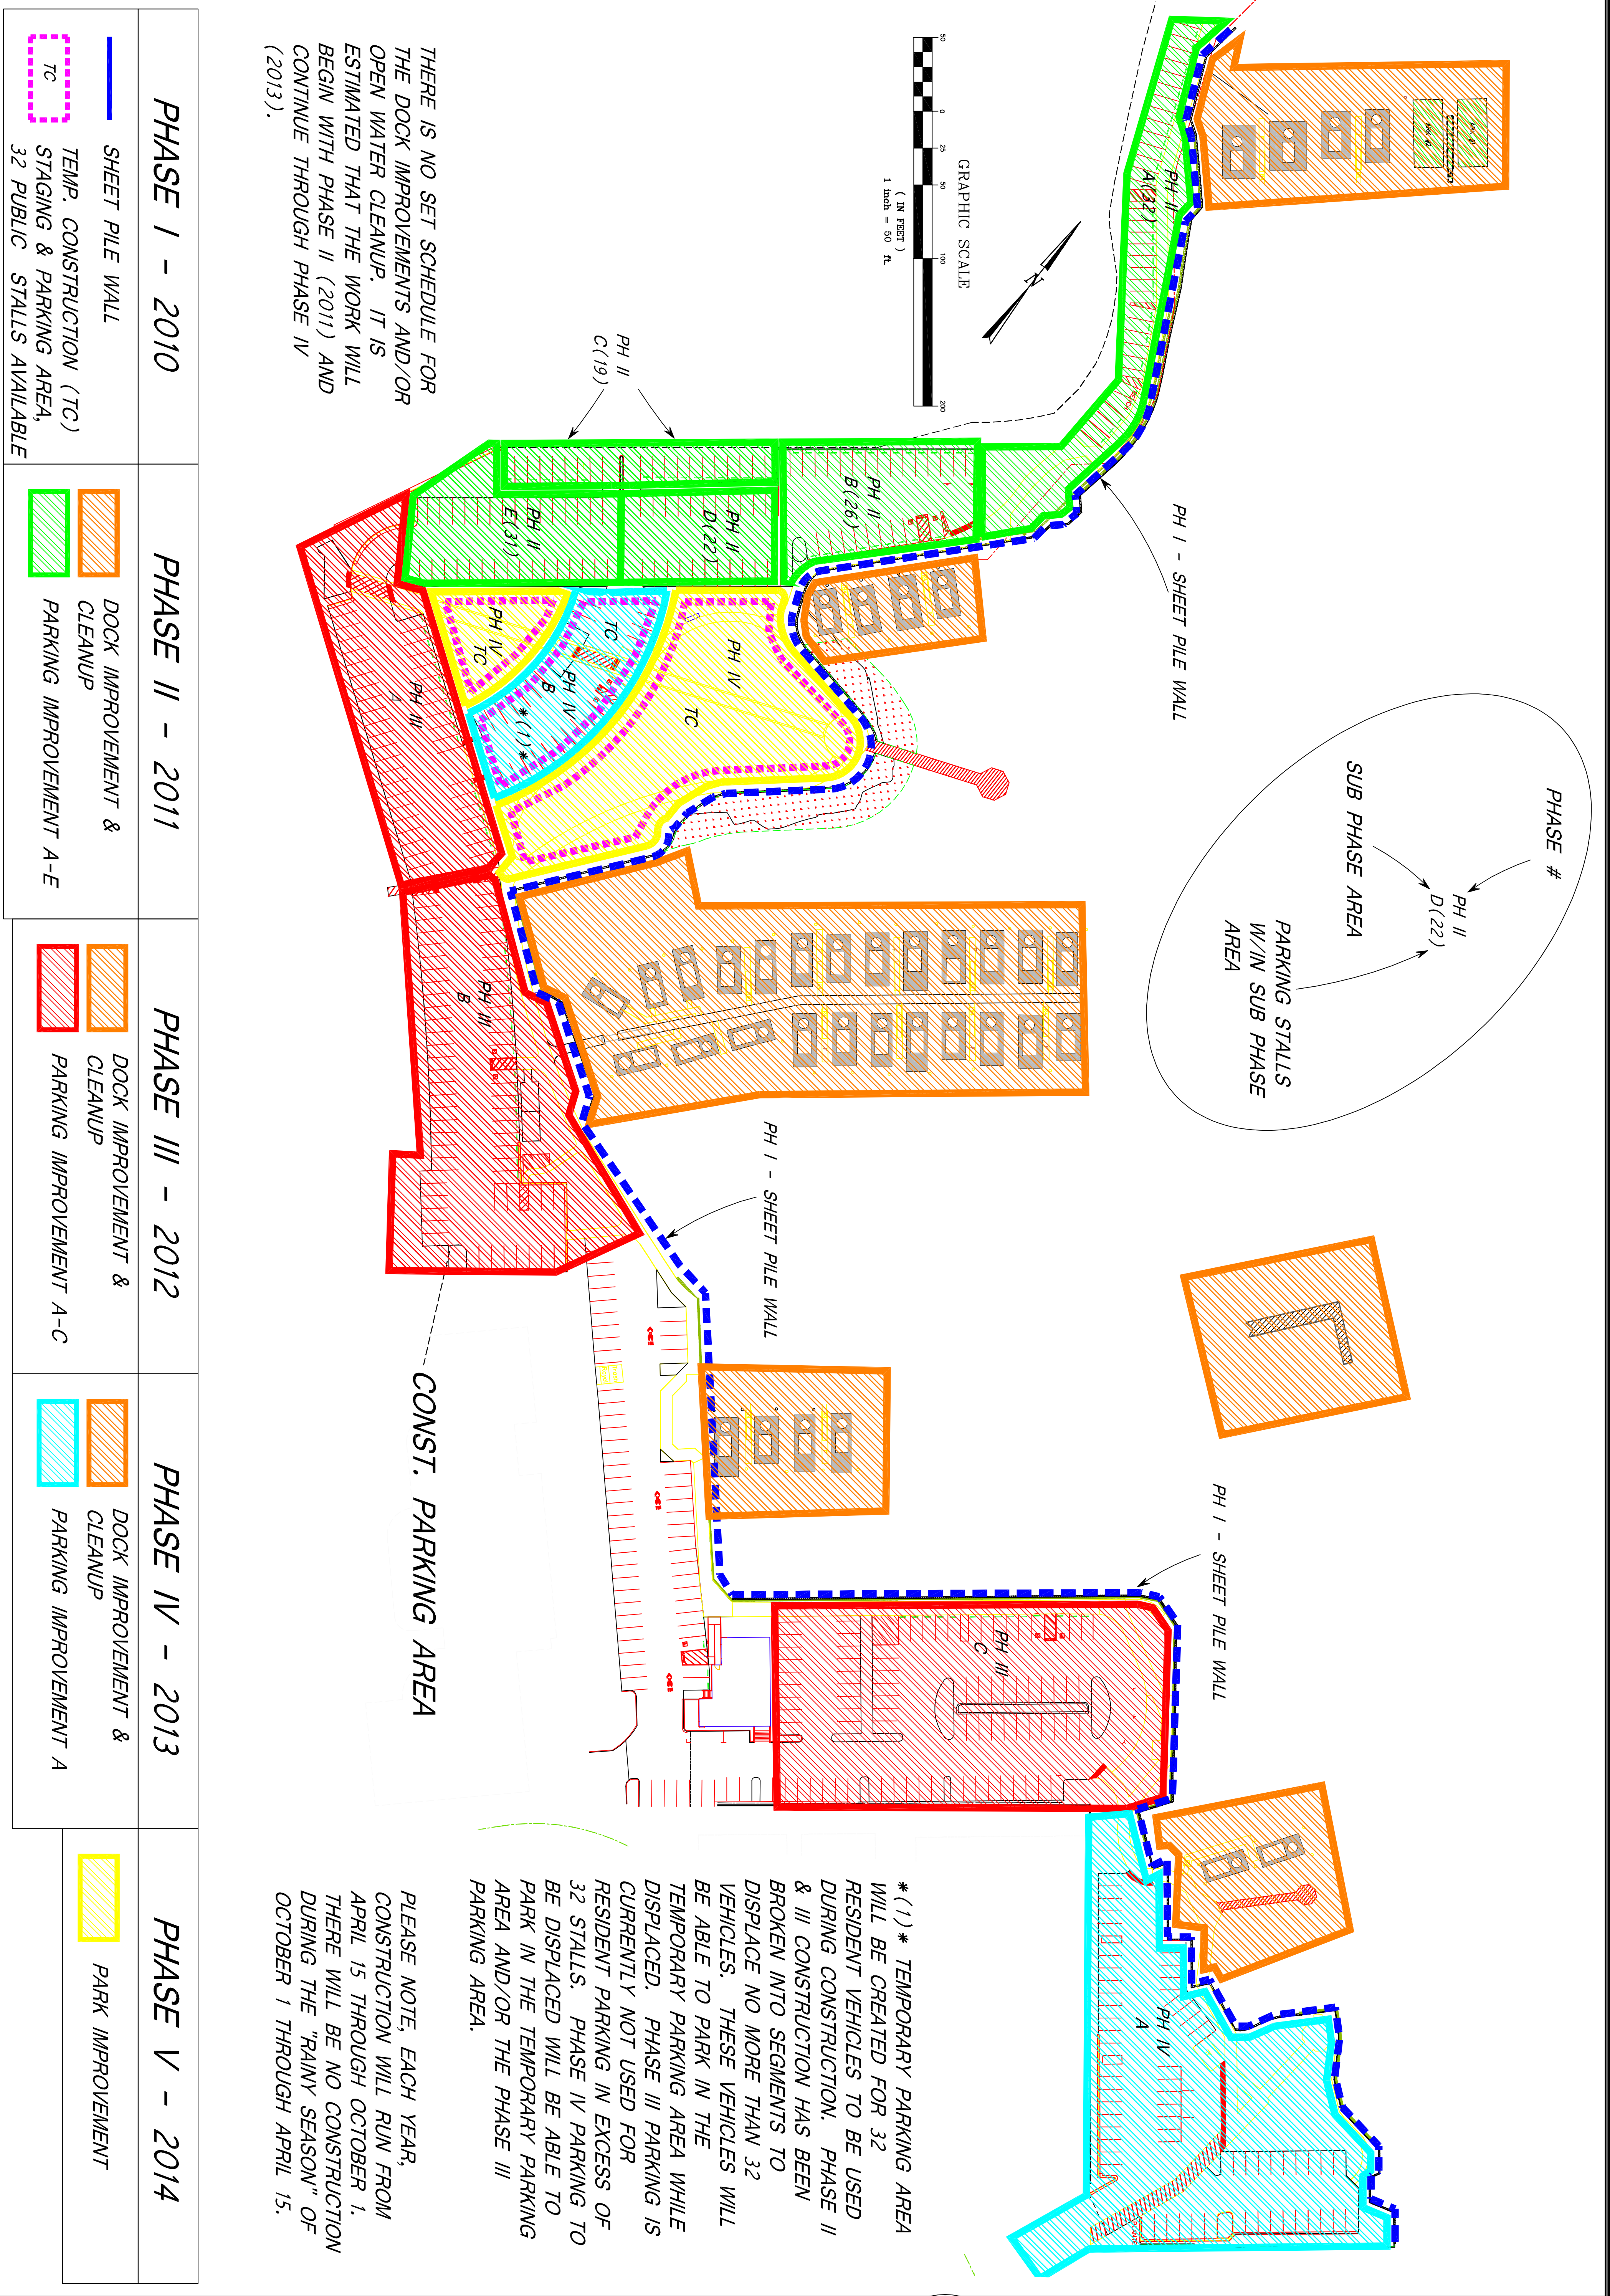 PHASE #
SUB PHASE AREA
PH II
D(22)
PARKING STALLS
W/IN SUB PHASE
AREA
ARK #1
ARK #2
PH I - SHEET PILE WALL
PH I - SHEET PILE WALL
PH I - SHEET PILE WALL
GRAPHIC SCALE
50
0
25
50
100
200
( IN FEET )
1 inch = 50 ft.
N
PH II
A(32)
PH II
B(26)
PH II
C(19)
PH II
D(22)
PH II
E(31)
PH IV
TC
TC
PH IV
B
*(1)*
PH IV
TC
PH III
A
PH III
B
PH III
C
PH IV
A
CONST. PARKING AREA
THERE IS NO SET SCHEDULE FOR
THE DOCK IMPROVEMENTS AND/OR
OPEN WATER CLEANUP. IT IS
ESTIMATED THAT THE WORK WILL
BEGIN WITH PHASE II (2011) AND
CONTINUE THROUGH PHASE IV
(2013).
*(1)* TEMPORARY PARKING AREA
WILL BE CREATED FOR 32
RESIDENT VEHICLES TO BE USED
DURING CONSTRUCTION. PHASE II
& III CONSTRUCTION HAS BEEN
BROKEN INTO SEGMENTS TO
DISPLACE NO MORE THAN 32
VEHICLES. THESE VEHICLES WILL
BE ABLE TO PARK IN THE
TEMPORARY PARKING AREA WHILE
DISPLACED. PHASE III PARKING IS
CURRENTLY NOT USED FOR
RESIDENT PARKING IN EXCESS OF
32 STALLS. PHASE IV PARKING TO
BE DISPLACED WILL BE ABLE TO
PARK IN THE TEMPORARY PARKING
AREA AND/OR THE PHASE III
PARKING AREA.
PLEASE NOTE, EACH YEAR,
CONSTRUCTION WILL RUN FROM
APRIL 15 THROUGH OCTOBER 1.
THERE WILL BE NO CONSTRUCTION
DURING THE "RAINY SEASON" OF
OCTOBER 1 THROUGH APRIL 15.
PHASE I - 2010
SHEET PILE WALL
TC
TEMP. CONSTRUCTION (TC)
STAGING & PARKING AREA,
32 PUBLIC STALLS AVAILABLE
PHASE II - 2011
DOCK IMPROVEMENT &
CLEANUP
PARKING IMPROVEMENT A-E
PHASE III - 2012
DOCK IMPROVEMENT &
CLEANUP
PARKING IMPROVEMENT A-C
PHASE IV - 2013
DOCK IMPROVEMENT &
CLEANUP
PARKING IMPROVEMENT A
PHASE V - 2014
PARK IMPROVEMENT